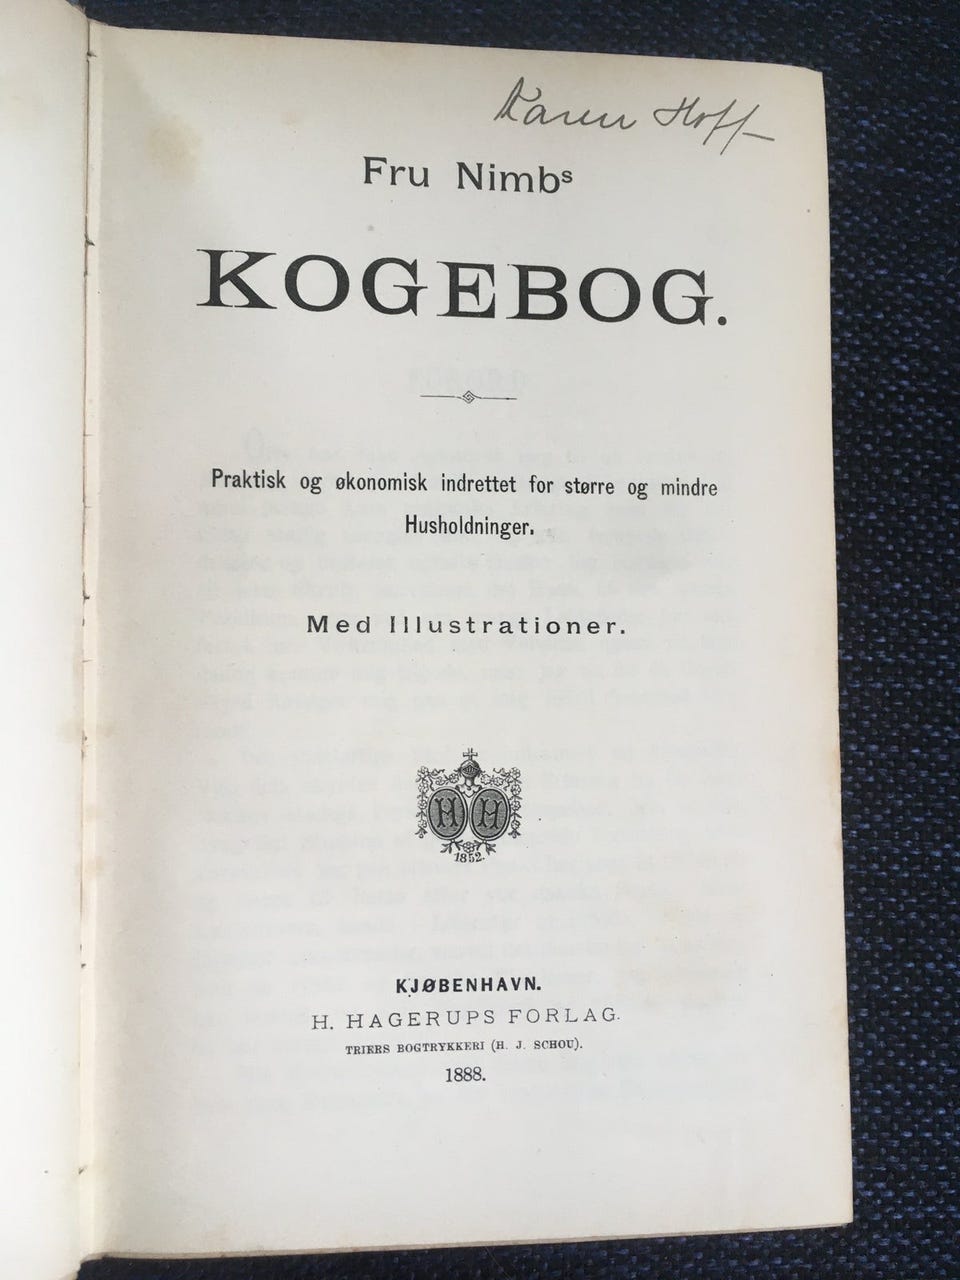 Karen Hoff
Fru Nimbs
KOGEBOG.
Praktisk og økonomisk indrettet for større og mindre
Husholdninger.
Med Illustrationer.
H H
1852.
KJØBENHAVN.
H. HAGERUPS FORLAG.
TRIERS BOGTRYKKERI (H. J. SCHOU).
1888.